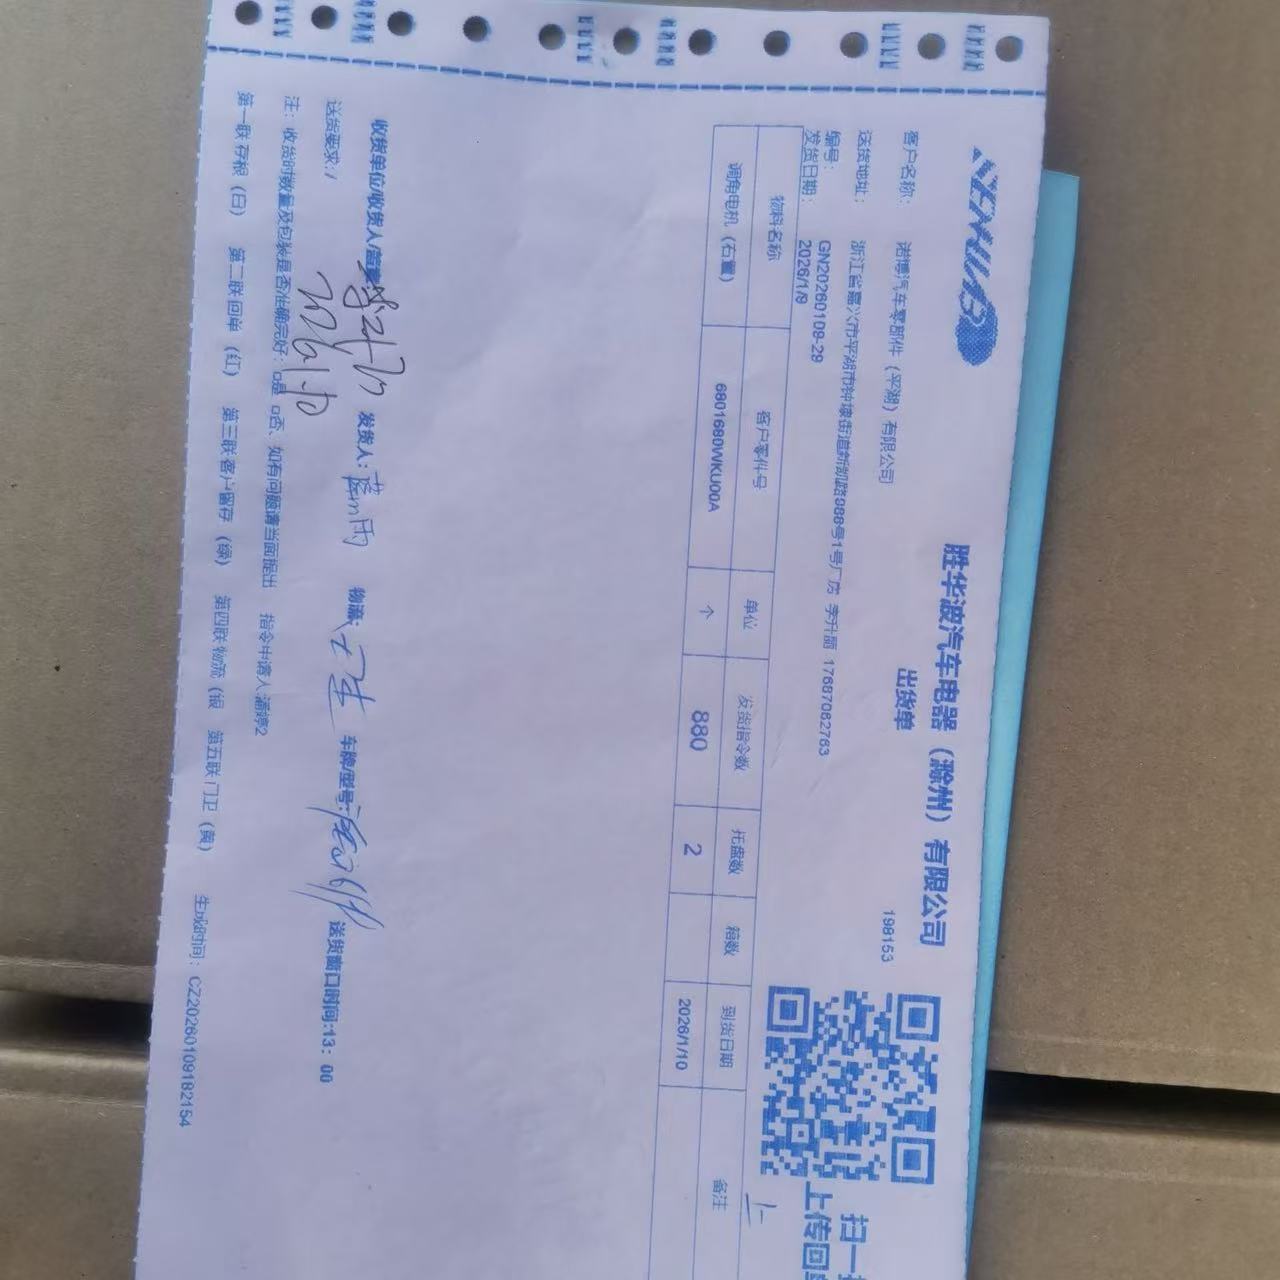 胜华波汽车电器（滁州）有限公司
出货单
198153
客户名称: 诺博汽车零部件（平湖）有限公司
送货地址: 浙江省嘉兴市平湖市钟埭街道新凯路988号1号厂房 李升丽 17687082763
编号: GN20260109-29
发货日期: 2026/1/9
扫一扫
上传回单
物料名称 客户零件号 单位 发货指令数 托盘数 箱数 到货日期 备注
调角电机（右置） 6801680WKU00A 个 880 2 2026/1/10
收货单位/收货人/签章: 发货人: 物流: 车牌/型号: 送货窗口时间:13：00
送货要求:/
注: 收货时数量及包装是否准确完好: □是 □否、如有问题请当面提出 指令申请人:潘婷2
第一联存根（白） 第二联回单（红） 第三联客户留存（绿） 第四联物流（银 第五联门卫（黄） 生成时间: CZ20260109182154